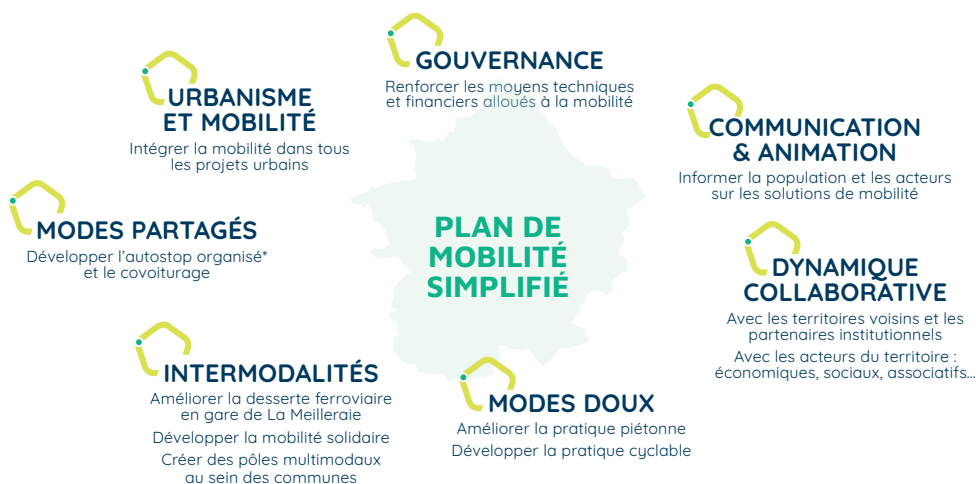 GOUVERNANCE
Renforcer les moyens techniques
et financiers alloués à la mobilité
URBANISME
ET MOBILITÉ
Intégrer la mobilité dans tous
les projets urbains
COMMUNICATION
& ANIMATION
Informer la population et les acteurs
sur les solutions de mobilité
MODES PARTAGÉS
Développer l'autostop organisé*
et le covoiturage
PLAN DE
MOBILITÉ
SIMPLIFIÉ
DYNAMIQUE
COLLABORATIVE
Avec les territoires voisins et les
partenaires institutionnels
Avec les acteurs du territoire :
économiques, sociaux, associatifs...
INTERMODALITÉS
Améliorer la desserte ferroviaire
en gare de La Meilleraie
Développer la mobilité solidaire
Créer des pôles multimodaux
au sein des communes
MODES DOUX
Améliorer la pratique piétonne
Développer la pratique cyclable